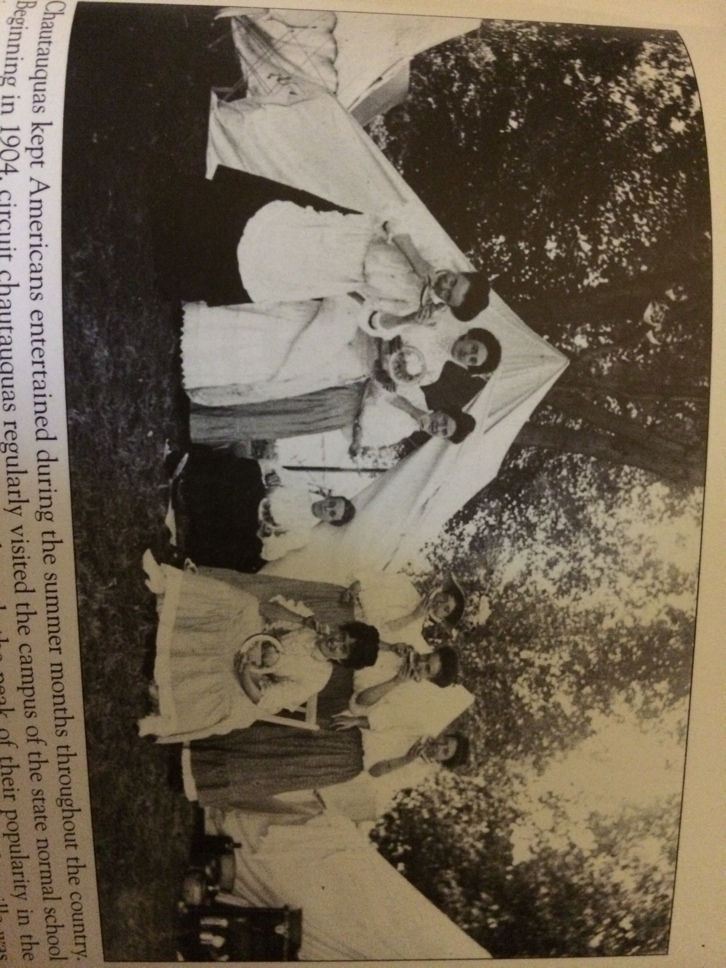 Chautauquas kept Americans entertained during the summer months throughout the country.
Beginning in 1904, circuit chautauquas regularly visited the campus of the state normal school
peak of their popularity in the